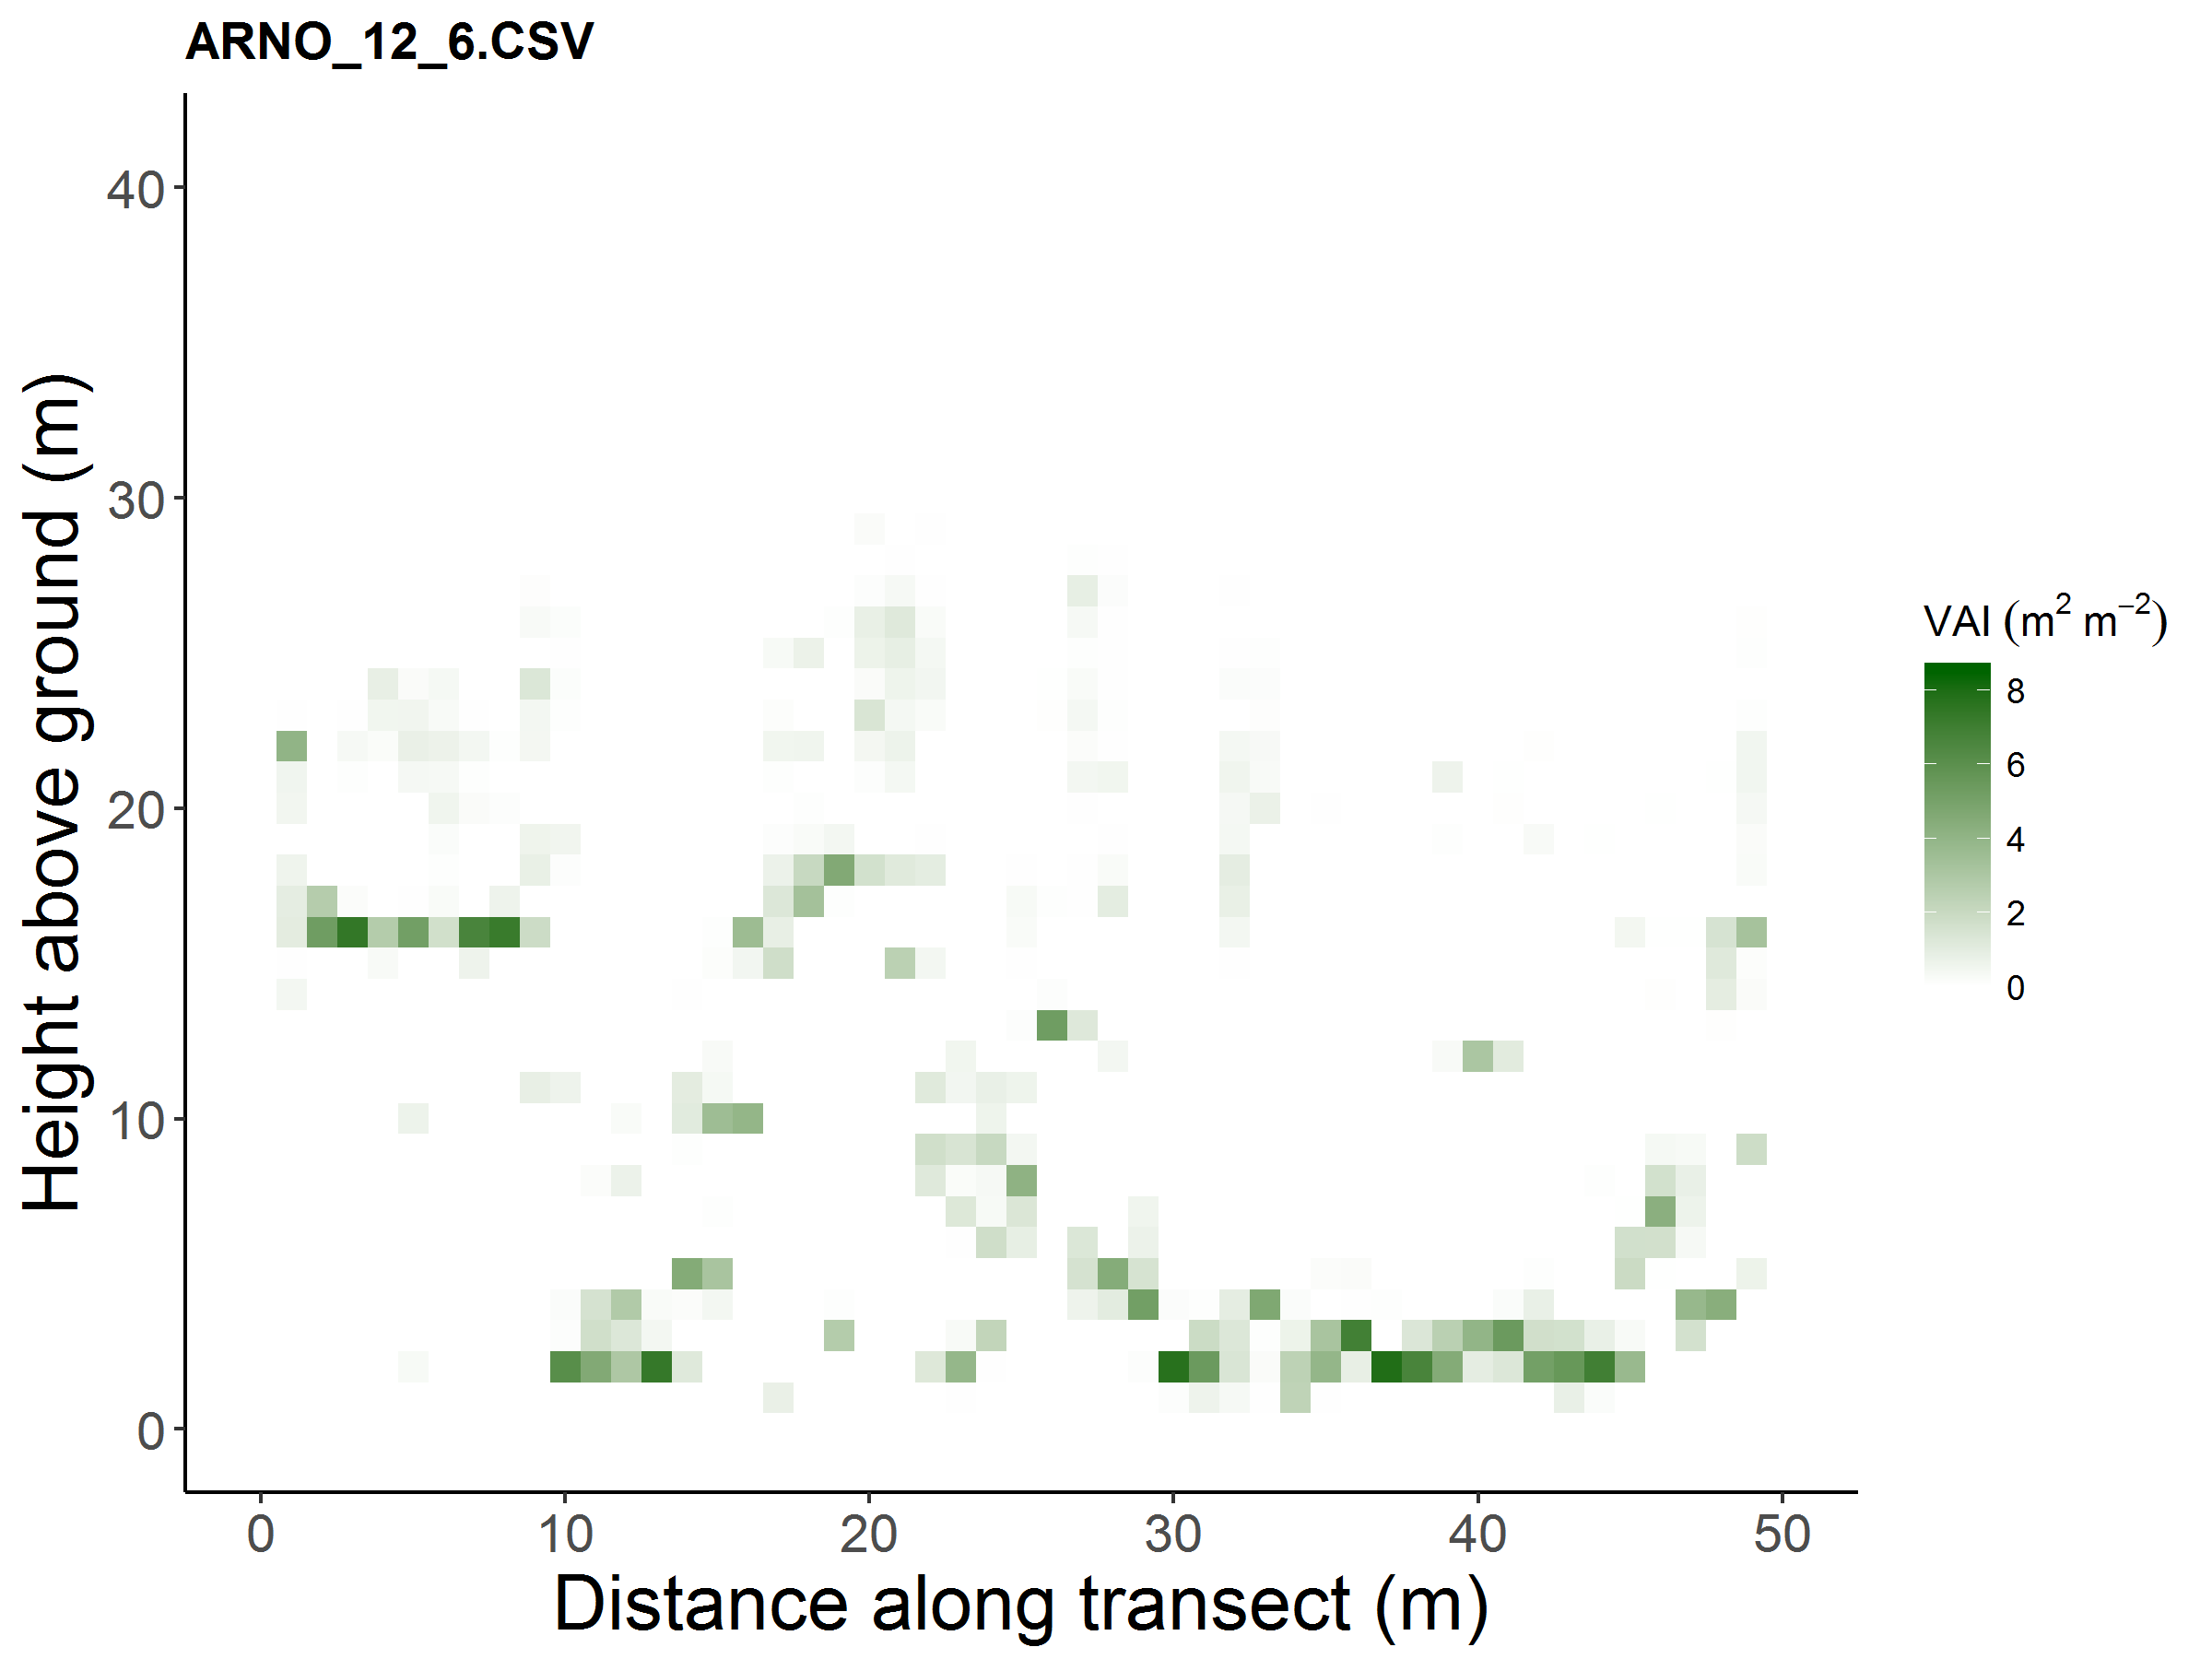 ARNO_12_6.CSV
Height above ground (m)
40
30
20
10
0
0 10 20 30 40 50
Distance along transect (m)
VAI (m² m⁻²)
8
6
4
2
0